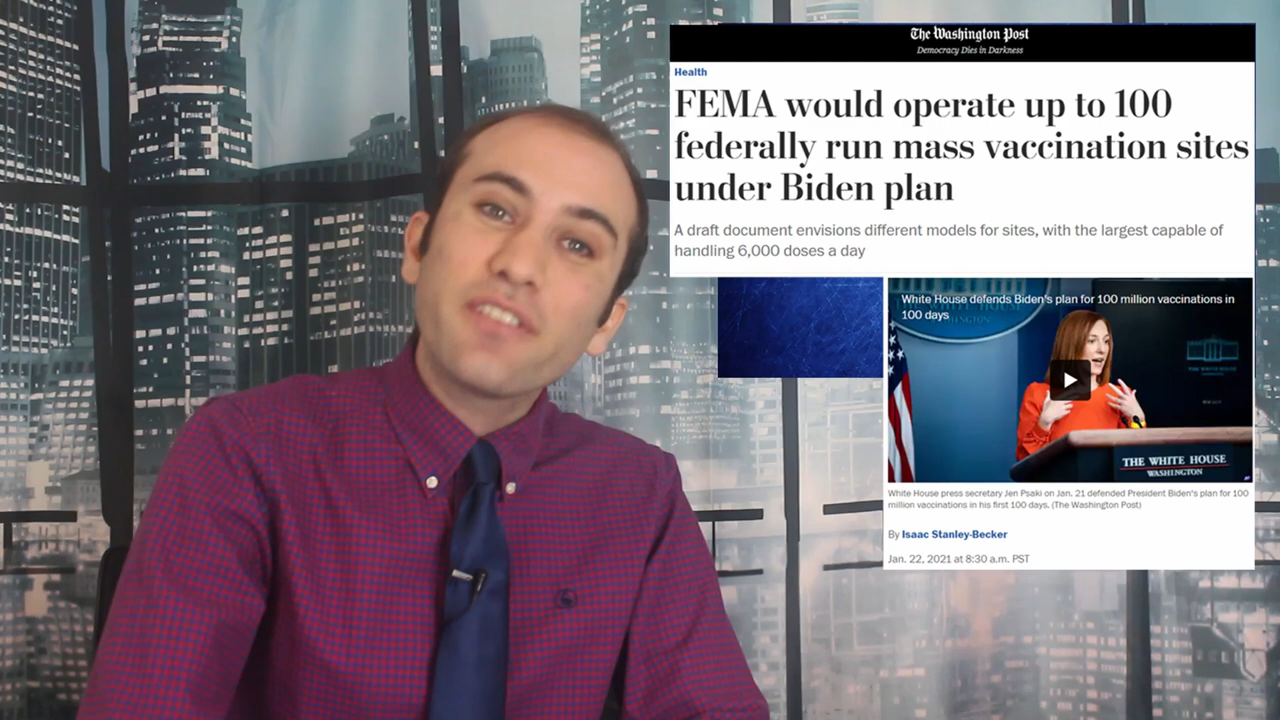 The Washington Post
Democracy Dies in Darkness
Health
FEMA would operate up to 100
federally run mass vaccination sites
under Biden plan
A draft document envisions different models for sites, with the largest capable of
handling 6,000 doses a day
White House defends Biden's plan for 100 million vaccinations in
100 days
WASHINGTON
THE WHITE HOUSE
WASHINGTON
White House press secretary Jen Psaki on Jan. 21 defended President Biden's plan for 100
million vaccinations in his first 100 days. (The Washington Post)
By Isaac Stanley-Becker
Jan. 22, 2021 at 8:30 a.m. PST